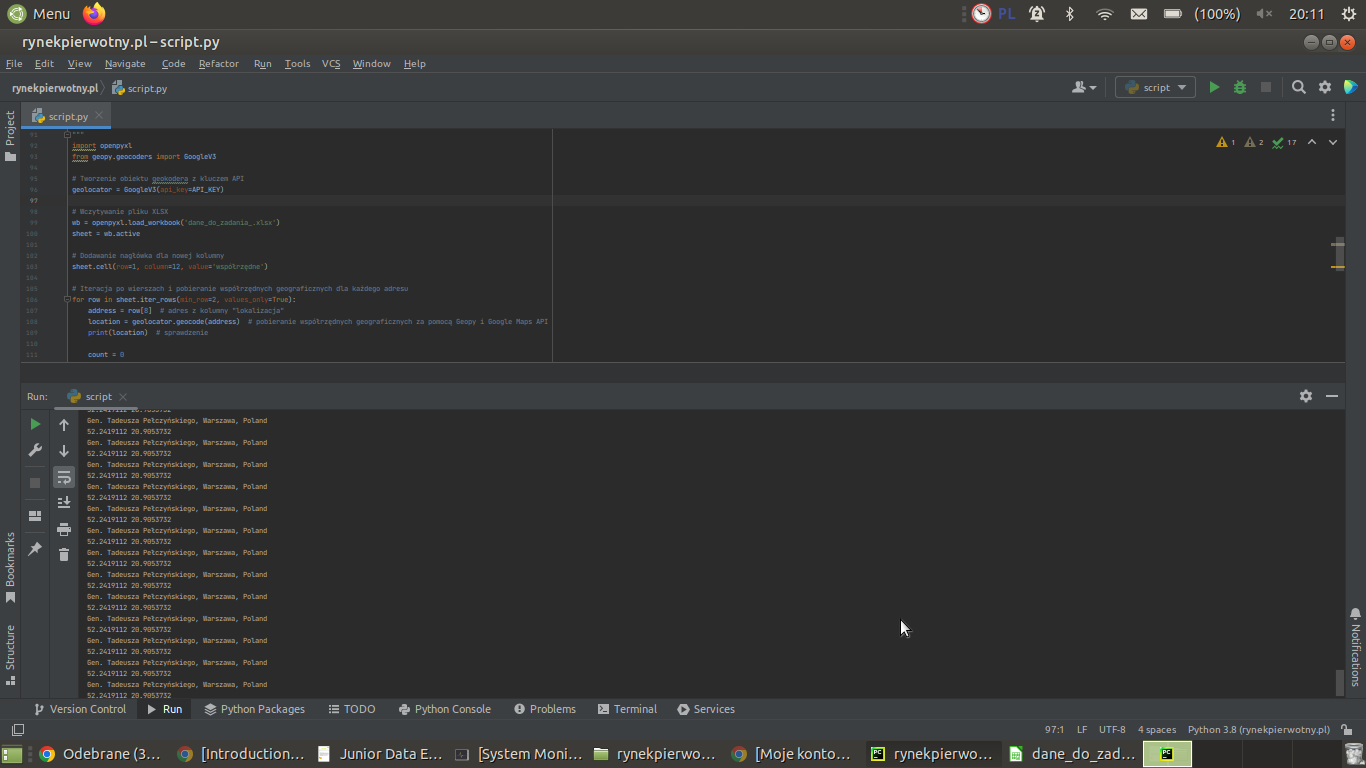 Menu
PL
(100%)
20:11
rynekpierwotny.pl – script.py
File Edit View Navigate Code Refactor Run Tools VCS Window Help
rynekpierwotny.pl script.py
script
Project
script.py
91 """
1 2 17
92 import openpyxl
93 from geopy.geocoders import GoogleV3
94
95 # Tworzenie obiektu geokodera z kluczem API
96 geolocator = GoogleV3(api_key=API_KEY)
97
98 # Wczytywanie pliku XLSX
99 wb = openpyxl.load_workbook('dane_do_zadania_.xlsx')
100 sheet = wb.active
101
102 # Dodawanie nagłówka dla nowej kolumny
103 sheet.cell(row=1, column=12, value='współrzędne')
104
105 # Iteracja po wierszach i pobieranie współrzędnych geograficznych dla każdego adresu
106 for row in sheet.iter_rows(min_row=2, values_only=True):
107 address = row[8] # adres z kolumny "lokalizacja"
108 location = geolocator.geocode(address) # pobieranie współrzędnych geograficznych za pomocą Geopy i Google Maps API
109 print(location) # sprawdzenie
110
111 count = 0
Run: script
52.2419112 20.9053732
Gen. Tadeusza Pełczyńskiego, Warszawa, Poland
52.2419112 20.9053732
Gen. Tadeusza Pełczyńskiego, Warszawa, Poland
52.2419112 20.9053732
Gen. Tadeusza Pełczyńskiego, Warszawa, Poland
52.2419112 20.9053732
Gen. Tadeusza Pełczyńskiego, Warszawa, Poland
52.2419112 20.9053732
Gen. Tadeusza Pełczyńskiego, Warszawa, Poland
52.2419112 20.9053732
Gen. Tadeusza Pełczyńskiego, Warszawa, Poland
52.2419112 20.9053732
Gen. Tadeusza Pełczyńskiego, Warszawa, Poland
52.2419112 20.9053732
Gen. Tadeusza Pełczyńskiego, Warszawa, Poland
52.2419112 20.9053732
Gen. Tadeusza Pełczyńskiego, Warszawa, Poland
52.2419112 20.9053732
Gen. Tadeusza Pełczyńskiego, Warszawa, Poland
52.2419112 20.9053732
Gen. Tadeusza Pełczyńskiego, Warszawa, Poland
52.2419112 20.9053732
Gen. Tadeusza Pełczyńskiego, Warszawa, Poland
52.2419112 20.9053732
Gen. Tadeusza Pełczyńskiego, Warszawa, Poland
52.2419112 20.9053732
Bookmarks
Structure
Notifications
Version Control Run Python Packages TODO Python Console Problems Terminal Services
97:1 LF UTF-8 4 spaces Python 3.8 (rynekpierwotny.pl)
Odebrane (3... [Introduction... Junior Data E... [System Moni... rynekpierwo... [Moje konto... rynekpierwo... dane_do_zad...